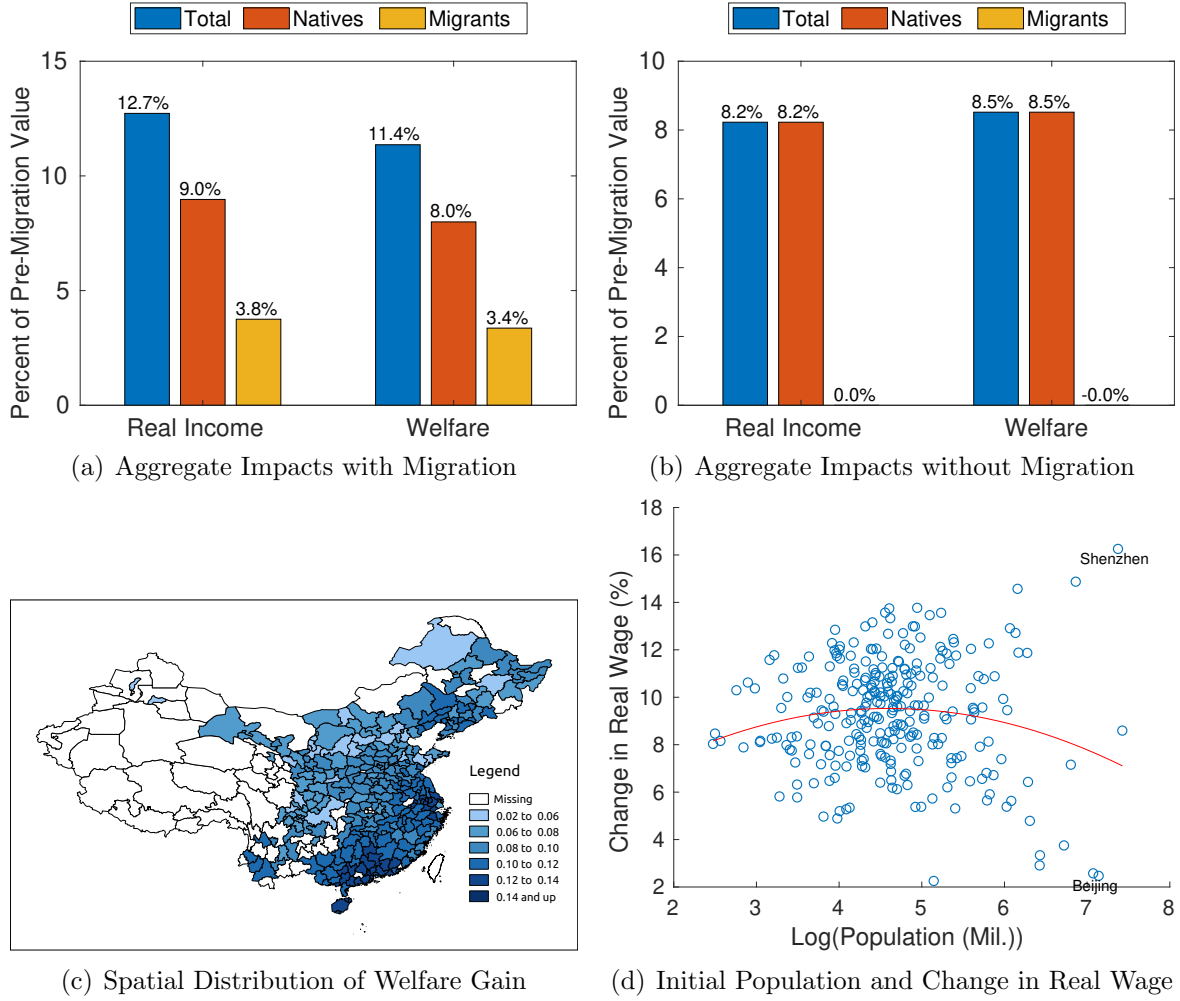 Total Natives Migrants
Total Natives Migrants
Percent of Pre-Migration Value
15
10
5
0
12.7%
9.0%
3.8%
11.4%
8.0%
3.4%
Real Income Welfare
(a) Aggregate Impacts with Migration
Percent of Pre-Migration Value
10
8
6
4
2
0
8.2% 8.2%
0.0%
8.5% 8.5%
-0.0%
Real Income Welfare
(b) Aggregate Impacts without Migration
Legend
Missing
0.02 to 0.06
0.06 to 0.08
0.08 to 0.10
0.10 to 0.12
0.12 to 0.14
0.14 and up
(c) Spatial Distribution of Welfare Gain
Change in Real Wage (%)
18
16
14
12
10
8
6
4
2
Shenzhen
Beijing
2 3 4 5 6 7 8
Log(Population (Mil.))
(d) Initial Population and Change in Real Wage